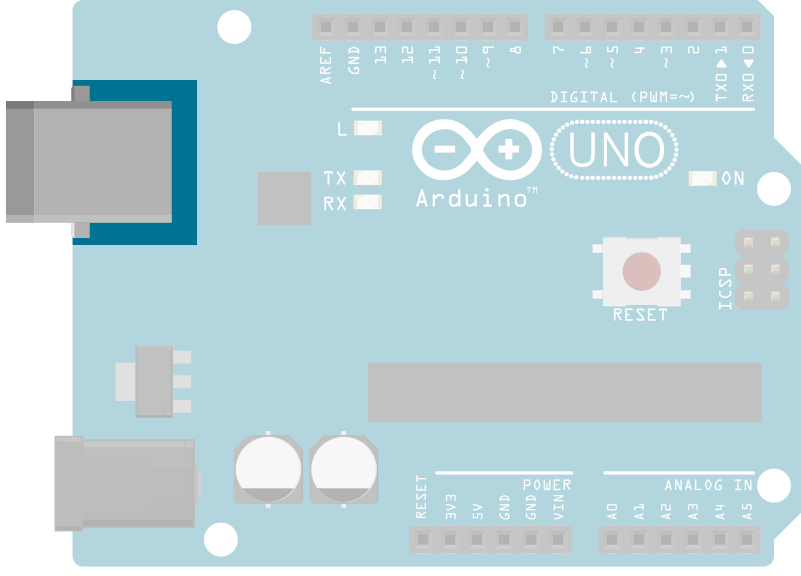 AREF
GND
13
12
~11
~10
~9
8
7
~6
~5
4
~3
2
TX0▶1
RX0◀0
DIGITAL (PWM=~)
L
TX
RX
UNO
ON
Arduino™
ICSP
RESET
POWER
ANALOG IN
RESET
3V3
5V
GND
GND
VIN
A0
A1
A2
A3
A4
A5